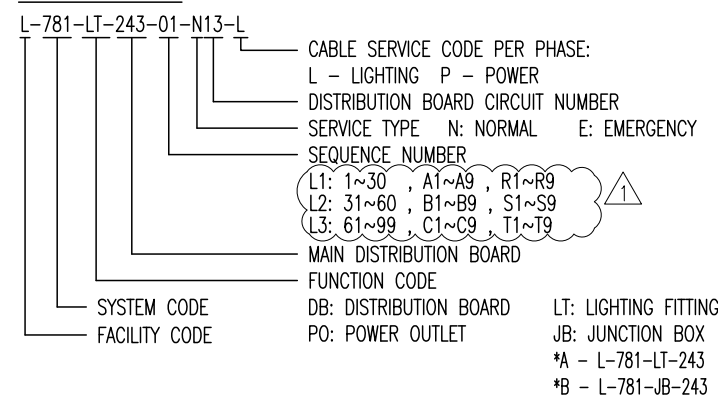 L-781-LT-243-01-N13-L
CABLE SERVICE CODE PER PHASE:
L - LIGHTING P - POWER
DISTRIBUTION BOARD CIRCUIT NUMBER
SERVICE TYPE N: NORMAL E: EMERGENCY
SEQUENCE NUMBER
L1: 1~30 , A1~A9 , R1~R9
L2: 31~60 , B1~B9 , S1~S9
L3: 61~99 , C1~C9 , T1~T9
1
MAIN DISTRIBUTION BOARD
FUNCTION CODE
SYSTEM CODE DB: DISTRIBUTION BOARD LT: LIGHTING FITTING
FACILITY CODE PO: POWER OUTLET JB: JUNCTION BOX
*A - L-781-LT-243
*B - L-781-JB-243